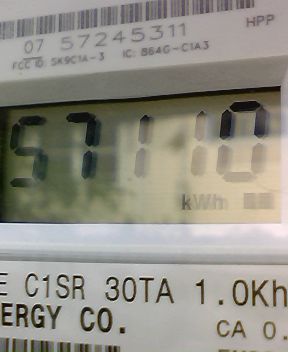 HPP
07 57245311
FCC ID: SK9C1A-3 IC: 864G-C1A3
57110
kWh
E C1SR 30TA 1.0Kh
ERGY CO.
CA 0.